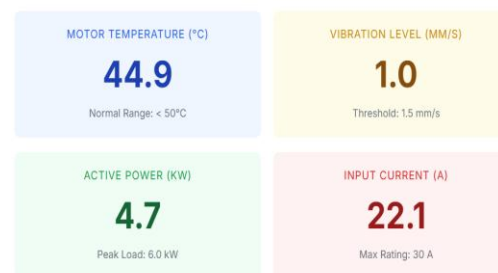 MOTOR TEMPERATURE (°C)
44.9
Normal Range: < 50°C
VIBRATION LEVEL (MM/S)
1.0
Threshold: 1.5 mm/s
ACTIVE POWER (KW)
4.7
Peak Load: 6.0 kW
INPUT CURRENT (A)
22.1
Max Rating: 30 A